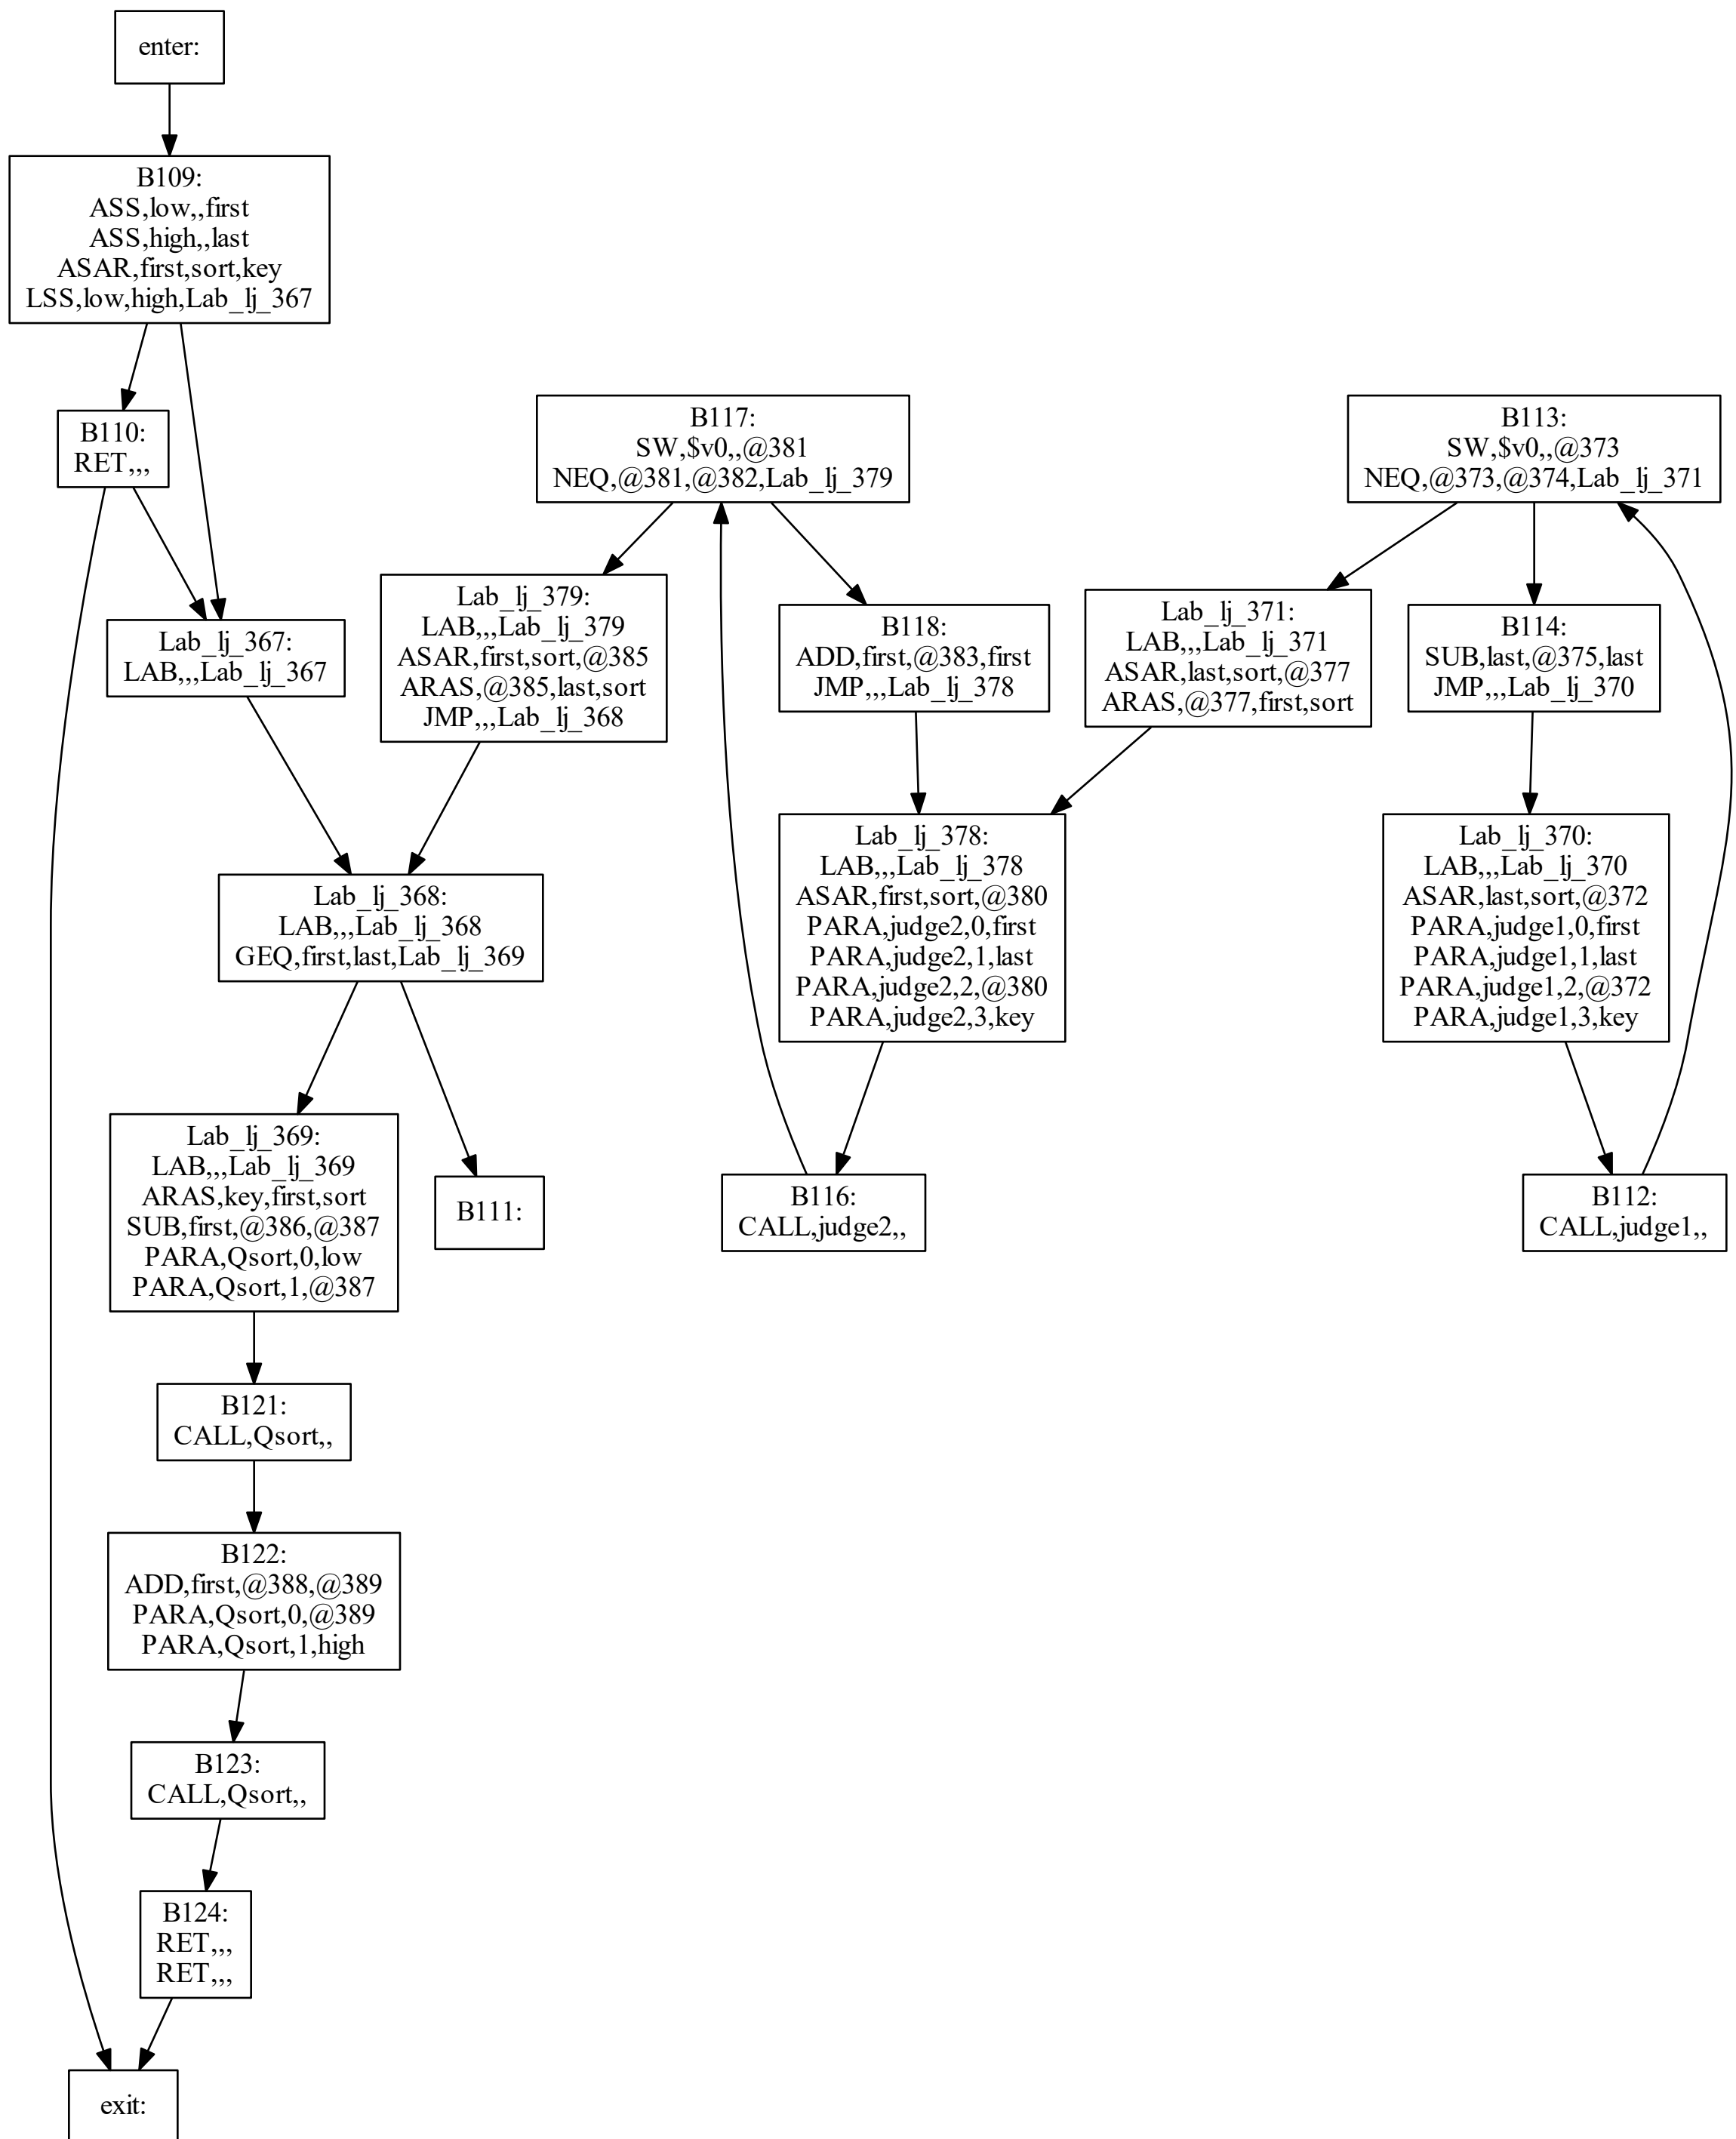 enter:
B109:
ASS,low,,first
ASS,high,,last
ASAR,first,sort,key
LSS,low,high,Lab_lj_367
B110:
RET,,,
B117:
SW,$v0,,@381
NEQ,@381,@382,Lab_lj_379
B113:
SW,$v0,,@373
NEQ,@373,@374,Lab_lj_371
Lab_lj_367:
LAB,,,Lab_lj_367
Lab_lj_379:
LAB,,,Lab_lj_379
ASAR,first,sort,@385
ARAS,@385,last,sort
JMP,,,Lab_lj_368
B118:
ADD,first,@383,first
JMP,,,Lab_lj_378
Lab_lj_371:
LAB,,,Lab_lj_371
ASAR,last,sort,@377
ARAS,@377,first,sort
B114:
SUB,last,@375,last
JMP,,,Lab_lj_370
Lab_lj_368:
LAB,,,Lab_lj_368
GEQ,first,last,Lab_lj_369
Lab_lj_378:
LAB,,,Lab_lj_378
ASAR,first,sort,@380
PARA,judge2,0,first
PARA,judge2,1,last
PARA,judge2,2,@380
PARA,judge2,3,key
Lab_lj_370:
LAB,,,Lab_lj_370
ASAR,last,sort,@372
PARA,judge1,0,first
PARA,judge1,1,last
PARA,judge1,2,@372
PARA,judge1,3,key
Lab_lj_369:
LAB,,,Lab_lj_369
ARAS,key,first,sort
SUB,first,@386,@387
PARA,Qsort,0,low
PARA,Qsort,1,@387
B111:
B116:
CALL,judge2,,
B112:
CALL,judge1,,
B121:
CALL,Qsort,,
B122:
ADD,first,@388,@389
PARA,Qsort,0,@389
PARA,Qsort,1,high
B123:
CALL,Qsort,,
B124:
RET,,,
RET,,,
exit: